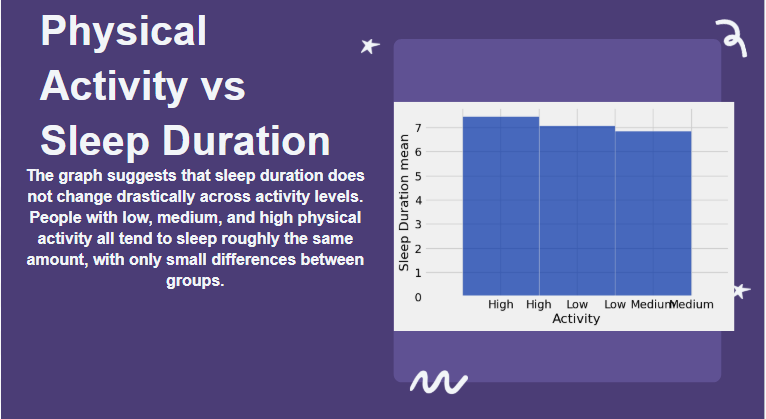 Physical
Activity vs
Sleep Duration
The graph suggests that sleep duration does
not change drastically across activity levels.
People with low, medium, and high physical
activity all tend to sleep roughly the same
amount, with only small differences between
groups.
Sleep Duration mean
7
6
5
4
3
2
1
0
High High Low Low Medium Medium
Activity